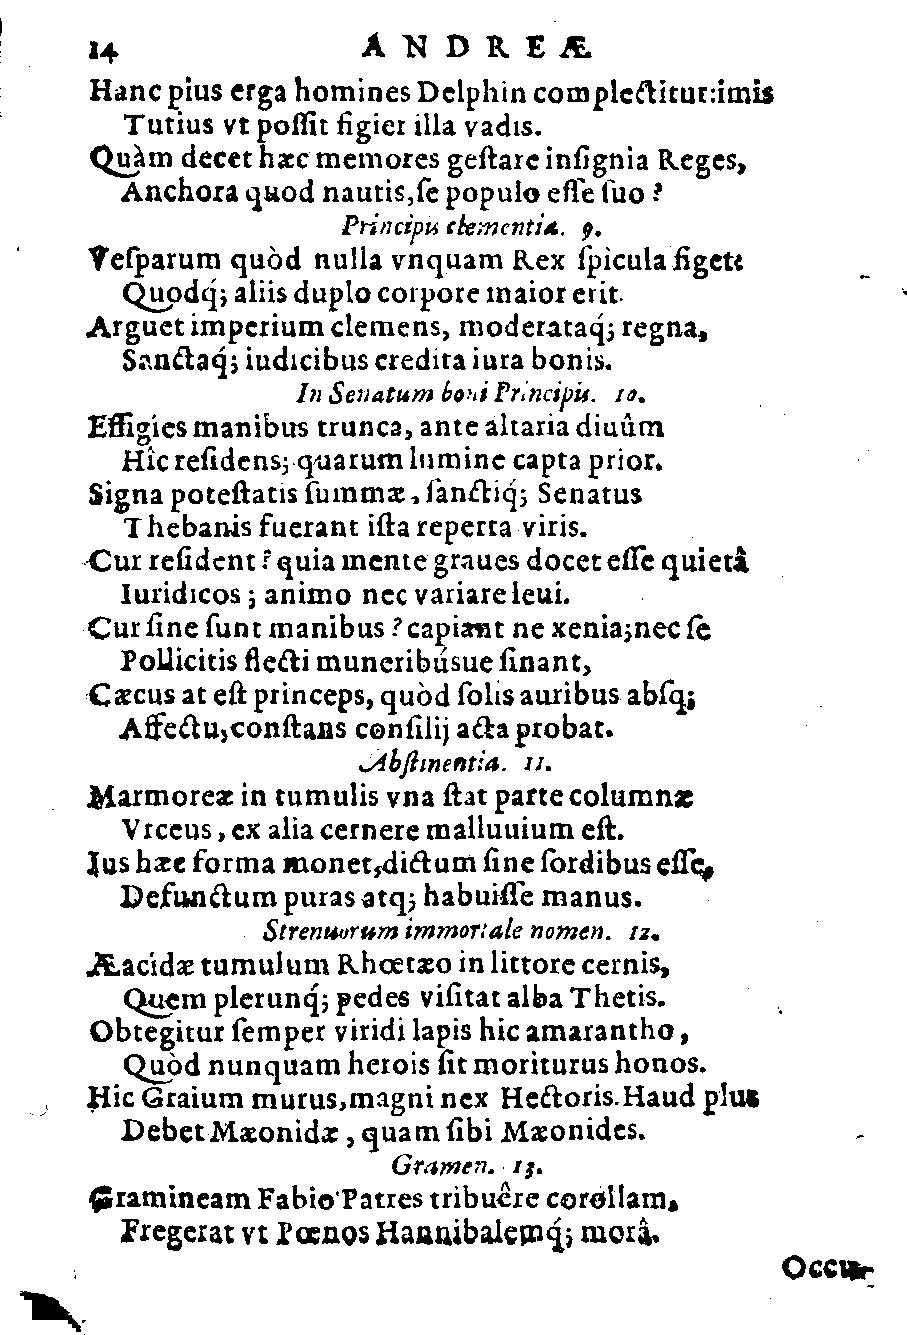 14 ANDREÆ
Hanc pius erga homines Delphin complectitur:imis
Tutius vt poſſit figier illa vadis.
Quàm decet hæc memores geſtare inſignia Reges,
Anchora quod nautis,ſe populo eſſe ſuo ?
Principis clementia. 9.
Veſparum quòd nulla vnquam Rex ſpicula figet:
Quodq́; aliis duplo corpore maior erit.
Arguet imperium clemens, moderataq́; regna,
Sanctaq́; iudicibus credita iura bonis.
In Senatum boni Principis. 10.
Effigies manibus trunca, ante altaria diuûm
Hîc reſidens; quarum lumine capta prior.
Signa poteſtatis ſummæ, ſanctiq́; Senatus
Thebanis fuerant iſta reperta viris.
Cur reſident ? quia mente graues docet eſſe quietâ
Iuridicos ; animo nec variare leui.
Cur ſine ſunt manibus ? capiant ne xenia;nec ſe
Pollicitis flecti muneribúsue ſinant,
Cæcus at eſt princeps, quòd ſolis auribus abſq;
Affectu,conſtans conſilij acta probat.
Abſtinentia. 11.
Marmoreæ in tumulis vna ſtat parte columnæ
Vrceus, ex alia cernere malluuium eſt.
Ius hæc forma monet,dictum ſine ſordibus eſſe,
Defunctum puras atq; habuiſſe manus.
Strenuorum immortale nomen. 12.
Æacidæ tumulum Rhœtæo in littore cernis,
Quem plerunq́; pedes viſitat alba Thetis.
Obtegitur ſemper viridi lapis hic amarantho,
Quòd nunquam herois ſit moriturus honos.
Hic Graium murus,magni nex Hectoris.Haud plus
Debet Mæonidæ, quam ſibi Mæonides.
Gramen. 13.
Gramineam Fabio Patres tribuêre corollam,
Fregerat vt Pœnos Hannibalemq́; morâ.
Occur-